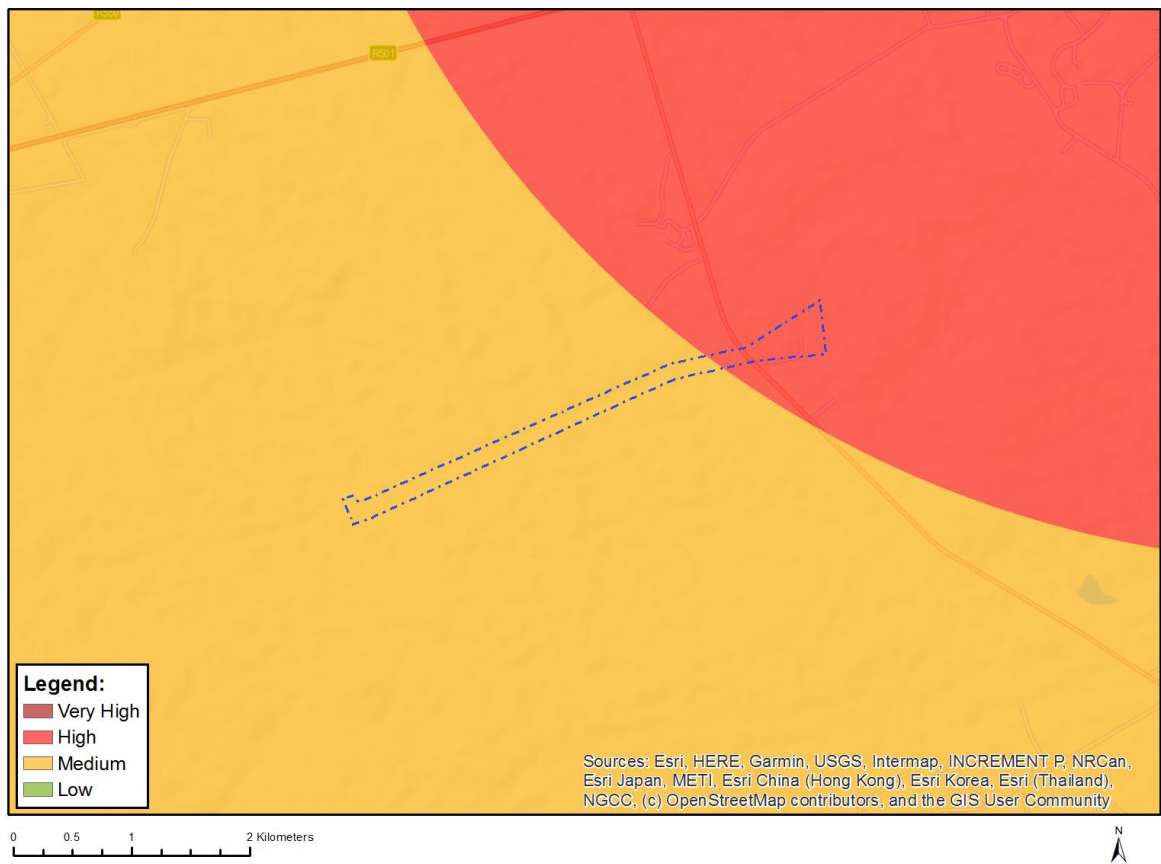 R501
Legend:
Very High
High
Medium
Low
Sources: Esri, HERE, Garmin, USGS, Intermap, INCREMENT P, NRCan,
Esri Japan, METI, Esri China (Hong Kong), Esri Korea, Esri (Thailand),
NGCC, (c) OpenStreetMap contributors, and the GIS User Community
0 0.5 1 2 Kilometers
N